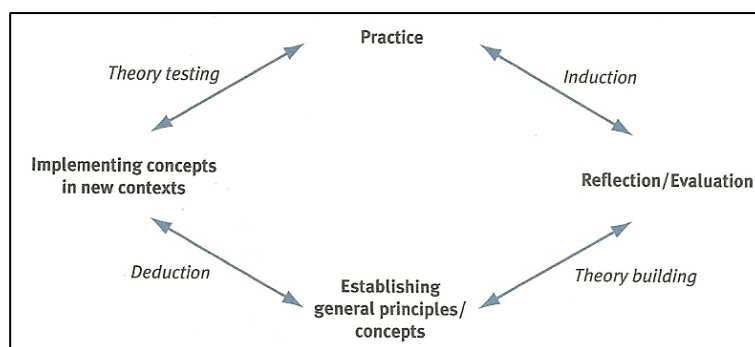 Practice
Theory testing
Induction
Implementing concepts
in new contexts
Reflection/Evaluation
Deduction
Theory building
Establishing
general principles/
concepts